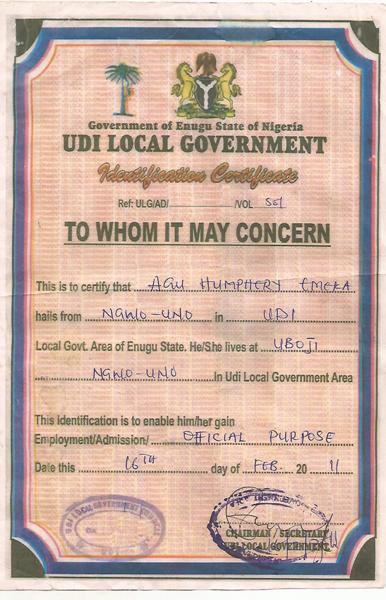 Government of Enugu State of Nigeria
UDI LOCAL GOVERNMENT
Identification Certificate
Ref: ULG/AD/ /VOL
TO WHOM IT MAY CONCERN
This is to certify that AGU HUMPHERY EMEKA
hails from NGWO-UNO in UDI
Local Govt. Area of Enugu State. He/She lives at UBOJI
NGWO-UNO In Udi Local Government Area
This Identification is to enable him/her gain
Employment/Admission/ OFFICIAL PURPOSE
Date this 16TH day of FEB. 20 11
CHAIRMAN / SECRETARY
UDI LOCAL GOVERNMENT